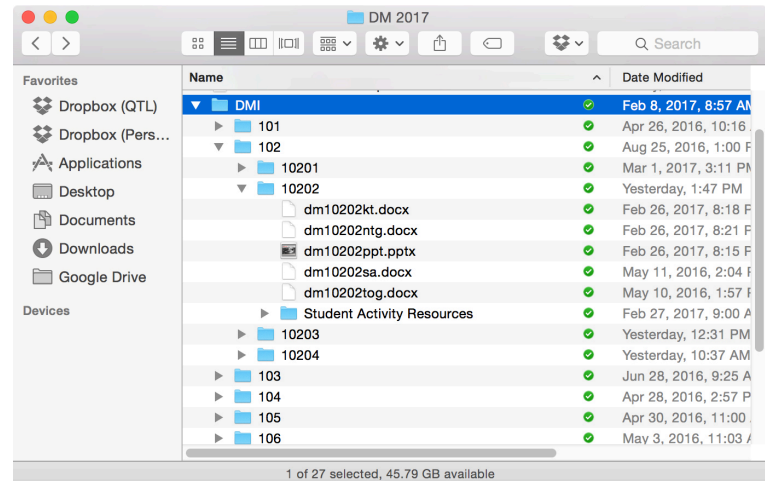 DM 2017
Search
Favorites
Dropbox (QTL)
Dropbox (Pers...
Applications
Desktop
Documents
Downloads
Google Drive
Devices
Name Date Modified
DMI Feb 8, 2017, 8:57 AM
101 Apr 26, 2016, 10:16
102 Aug 25, 2016, 1:00
10201 Mar 1, 2017, 3:11 PM
10202 Yesterday, 1:47 PM
dm10202kt.docx Feb 26, 2017, 8:18
dm10202ntg.docx Feb 26, 2017, 8:21
dm10202ppt.pptx Feb 26, 2017, 8:15
dm10202sa.docx May 11, 2016, 2:04
dm10202tog.docx May 10, 2016, 1:57
Student Activity Resources Feb 27, 2017, 9:00 A
10203 Yesterday, 12:31 PM
10204 Yesterday, 10:37 AM
103 Jun 28, 2016, 9:25 A
104 Apr 28, 2016, 2:57 P
105 Apr 30, 2016, 11:00
106 May 3, 2016, 11:03 A
1 of 27 selected, 45.79 GB available